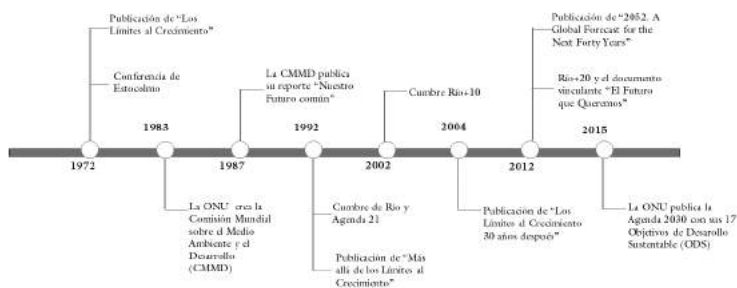 Publicación de “Los
Límites al Crecimiento”
Conferencia de
Estocolmo
1972
1983
La ONU crea la
Comisión Mundial
sobre el Medio
Ambiente y el
Desarrollo
(CMMD)
La CMMD publica
su reporte “Nuestro
Futuro común”
1987
1992
Cumbre de Río y
Agenda 21
Publicación de “Más
allá de los Límites al
Crecimiento”
Cumbre Río+10
2002
2004
Publicación de “Los
Límites al Crecimiento
30 años después”
Publicación de “2052. A
Global Forecast for the
Next Forty Years”
Río+20 y el documento
vinculante “El Futuro
que Queremos”
2012
2015
La ONU publica la
Agenda 2030 con sus 17
Objetivos de Desarollo
Sustentable (ODS)